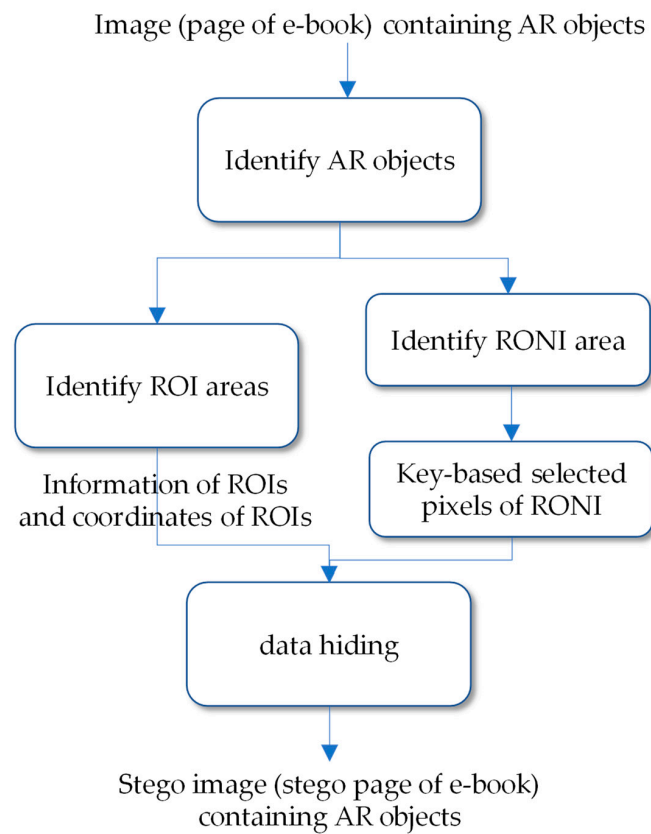 Image (page of e-book) containing AR objects
Identify AR objects
Identify RONI area
Identify ROI areas
Key-based selected
pixels of RONI
Information of ROIs
and coordinates of ROIs
data hiding
Stego image (stego page of e-book)
containing AR objects